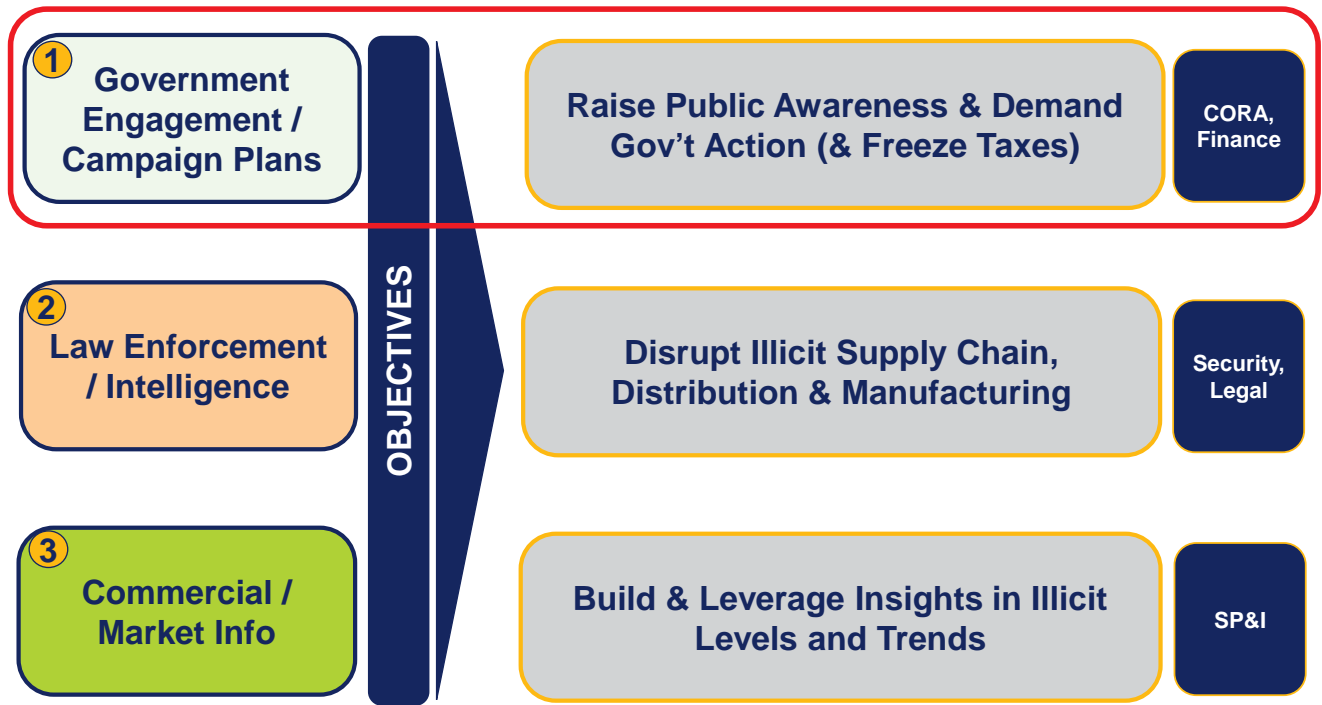 1
Government
Engagement /
Campaign Plans
Raise Public Awareness & Demand
Gov’t Action (& Freeze Taxes)
CORA,
Finance
OBJECTIVES
2
Law Enforcement
/ Intelligence
Disrupt Illicit Supply Chain,
Distribution & Manufacturing
Security,
Legal
3
Commercial /
Market Info
Build & Leverage Insights in Illicit
Levels and Trends
SP&I